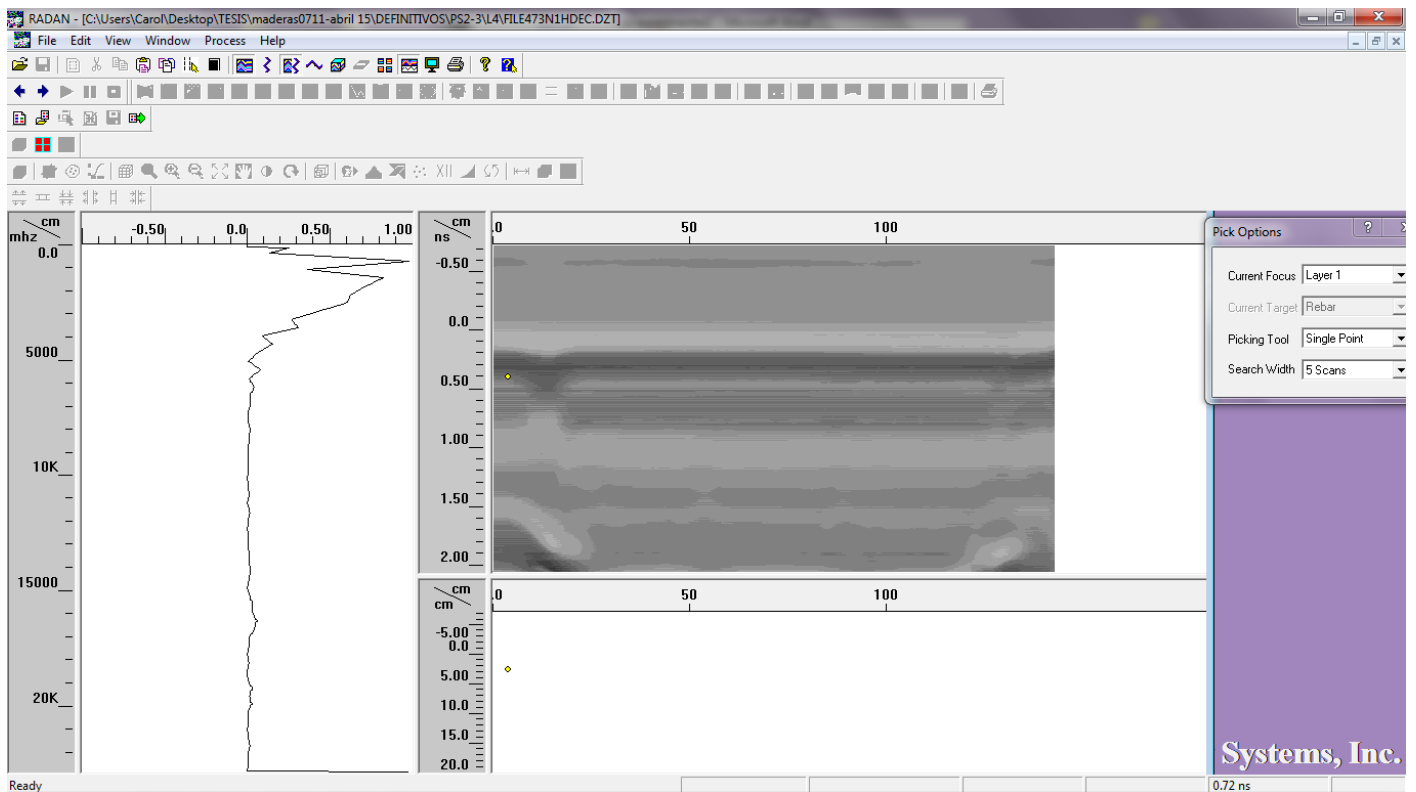 RADAN - [C:\Users\Carol\Desktop\TESIS\maderas0711-abril 15\DEFINITIVOS\PS2-3\L4\FILE473N1HDEC.DZT]
File Edit View Window Process Help
cm
mhz
-0.50 0.0 0.50 1.00
0.0
5000
10K
15000
20K
cm
ns
.0 50 100
-0.50
0.0
0.50
1.00
1.50
2.00
cm
cm
.0 50 100
-5.00
0.0
5.00
10.0
15.0
20.0
Pick Options
Current Focus Layer 1
Current Target Rebar
Picking Tool Single Point
Search Width 5 Scans
Systems, Inc.
Ready
0.72 ns